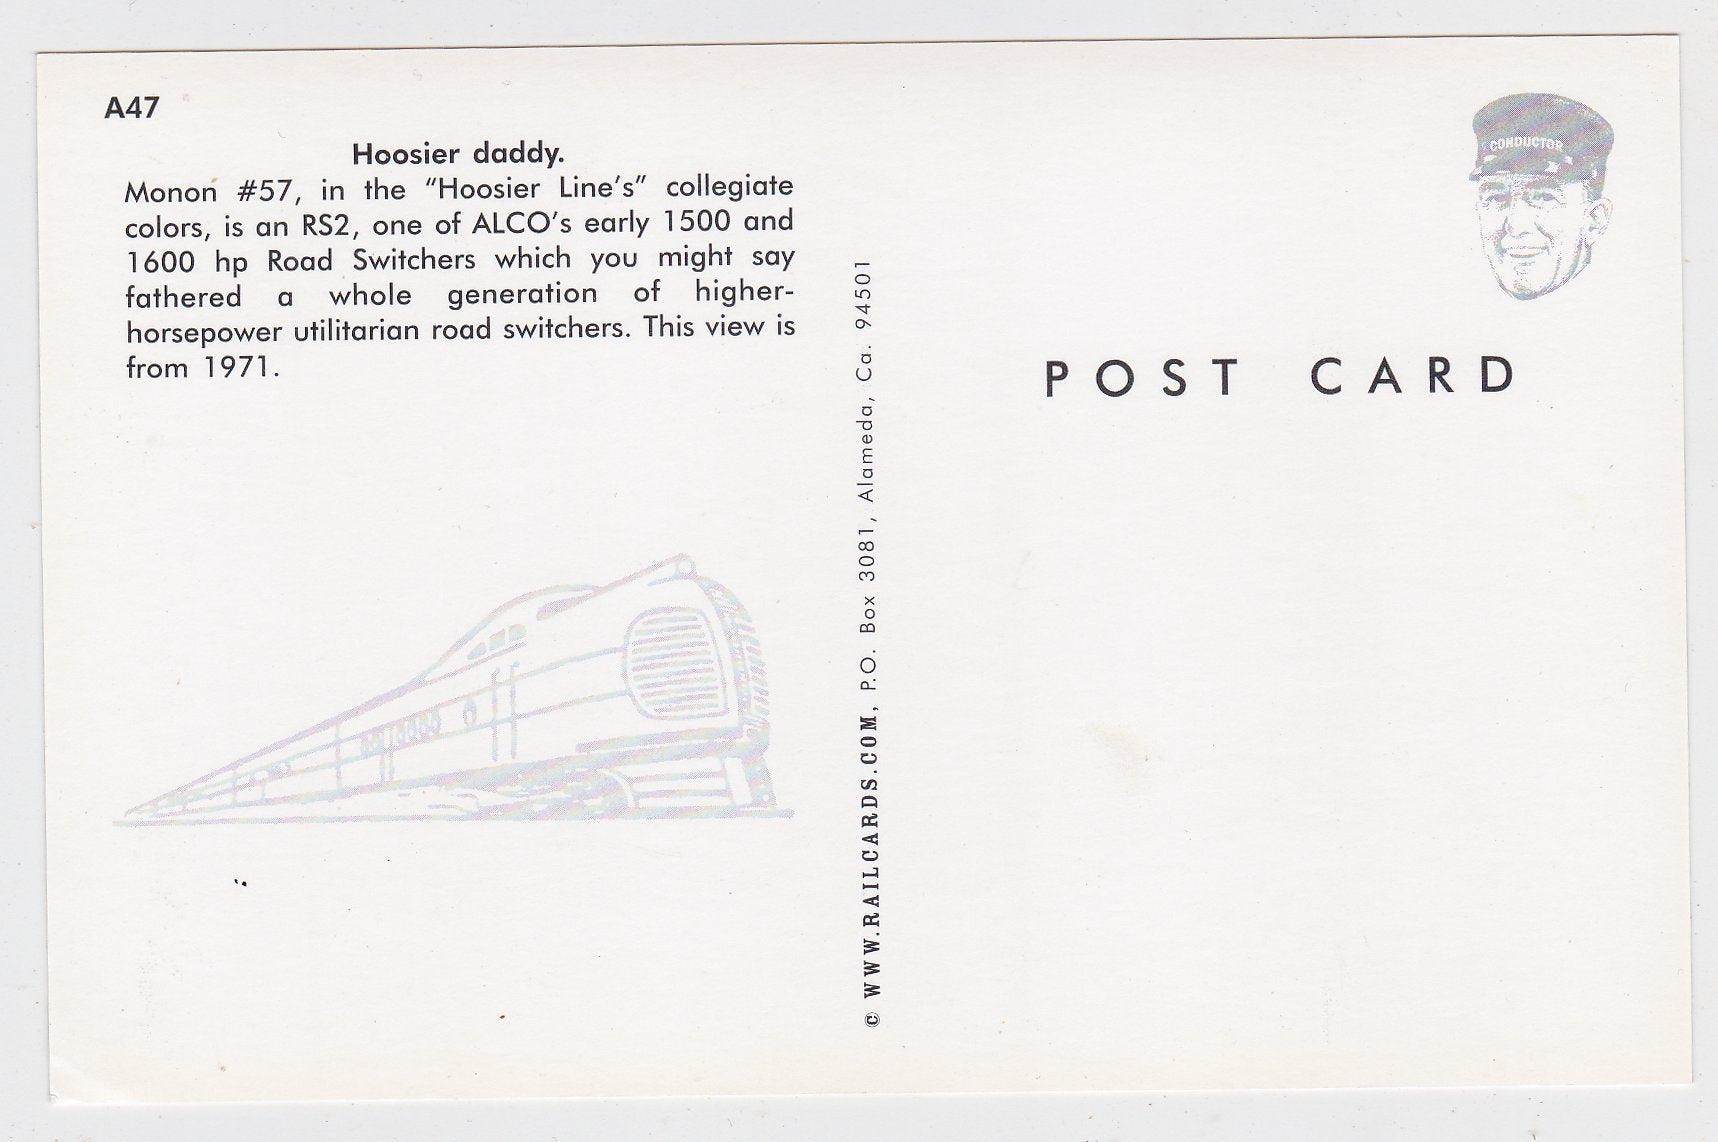 A47
Hoosier daddy.
Monon #57, in the "Hoosier Line's" collegiate
colors, is an RS2, one of ALCO's early 1500 and
1600 hp Road Switchers which you might say
fathered a whole generation of higher-
horsepower utilitarian road switchers. This view is
from 1971.
© WWW.RAILCARDS.COM, P.O. Box 3081, Alameda, Ca. 94501
CONDUCTOR
POST CARD